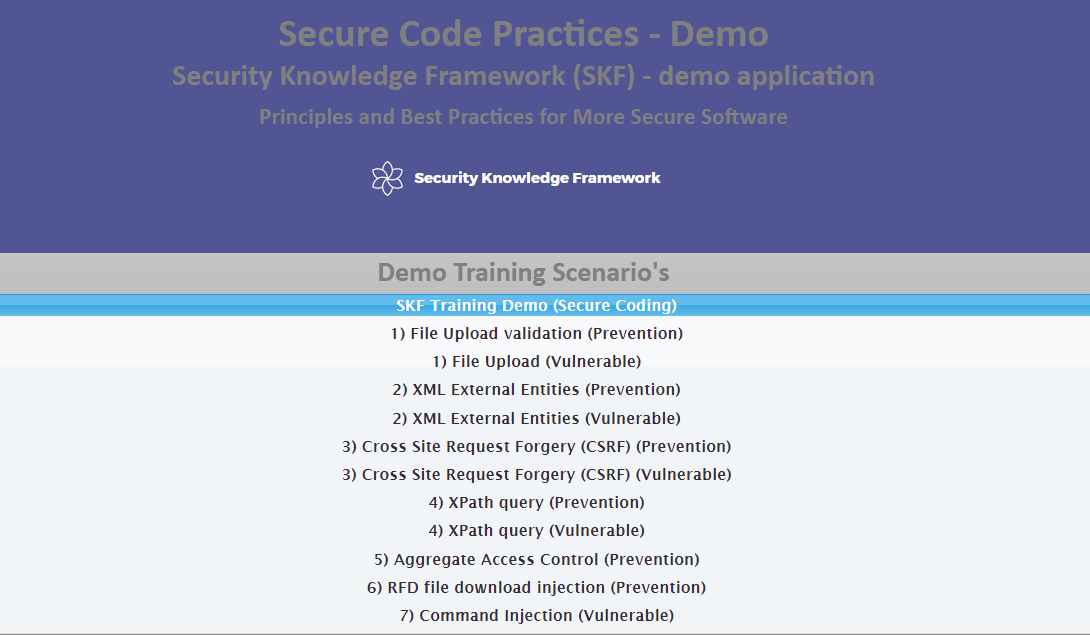 Secure Code Practices - Demo
Security Knowledge Framework (SKF) - demo application
Principles and Best Practices for More Secure Software
Security Knowledge Framework
Demo Training Scenario's
SKF Training Demo (Secure Coding)
1) File Upload validation (Prevention)
1) File Upload (Vulnerable)
2) XML External Entities (Prevention)
2) XML External Entities (Vulnerable)
3) Cross Site Request Forgery (CSRF) (Prevention)
3) Cross Site Request Forgery (CSRF) (Vulnerable)
4) XPath query (Prevention)
4) XPath query (Vulnerable)
5) Aggregate Access Control (Prevention)
6) RFD file download injection (Prevention)
7) Command Injection (Vulnerable)